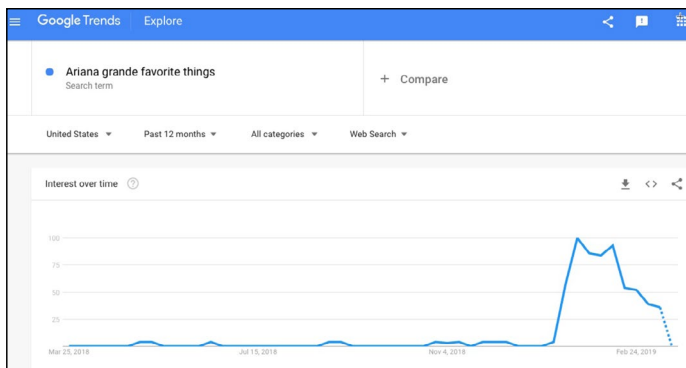 Google Trends Explore
Ariana grande favorite things
Search term
+ Compare
United States Past 12 months All categories Web Search
Interest over time ?
100
75
50
25
Mar 25, 2018 Jul 15, 2018 Nov 4, 2018 Feb 24, 2019